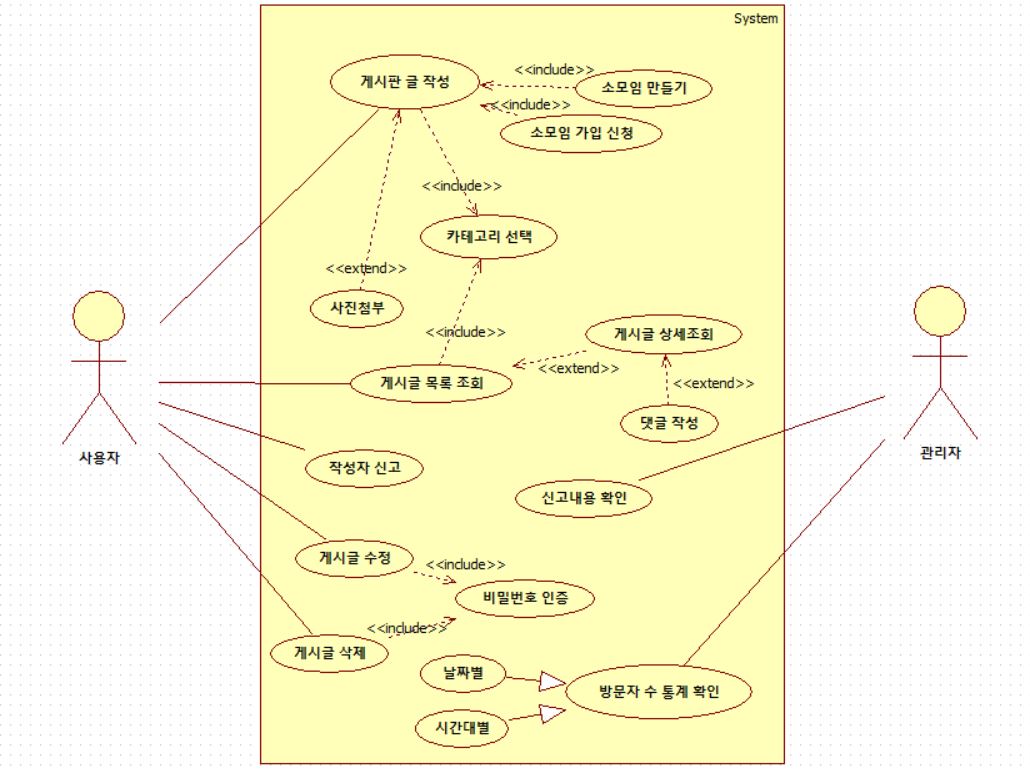 System
게시판 글 작성
<<include>>
소모임 만들기
<<include>>
소모임 가입 신청
<<include>>
카테고리 선택
<<extend>>
사진첨부
<<include>>
게시글 상세조회
<<extend>>
게시글 목록 조회
<<extend>>
댓글 작성
사용자
관리자
작성자 신고
신고내용 확인
게시글 수정
<<include>>
비밀번호 인증
<<include>>
게시글 삭제
날짜별
방문자 수 통계 확인
시간대별